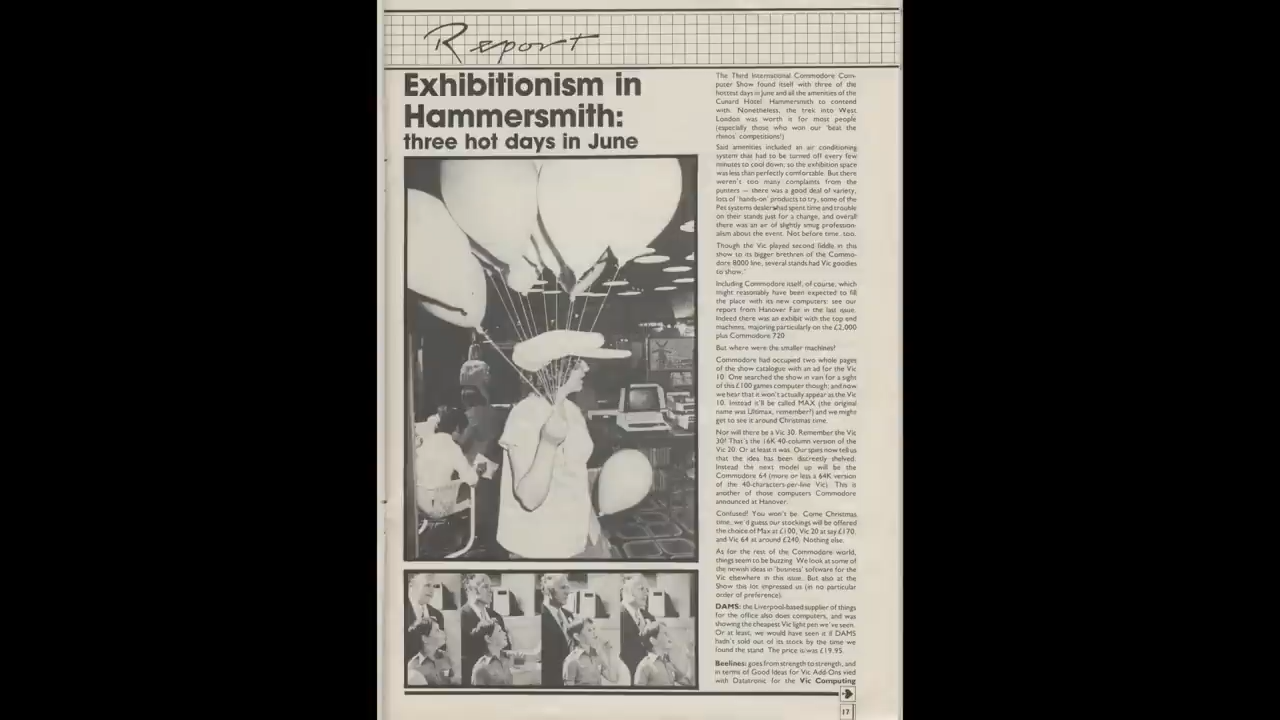 Report
Exhibitionism in
Hammersmith:
three hot days in June
The Third International Commodore Com-
puter Show found itself with three of the
hottest days in June and all the amenities of the
Cunard Hotel Hammersmith to contend
with. Nonetheless, the trek into West
London was worth it for most people
(especially those who won our 'beat the
rhinos' competitions!)
Said amenities included an air conditioning
system that had to be turned off every few
minutes to cool down, so the exhibition space
was less than perfectly comfortable. But there
weren't too many complaints from the
punters — there was a good deal of variety,
lots of 'hands-on' products to try, some of the
Pet systems dealers had spent time and trouble
on their stands just for a change, and overall
there was an air of slightly smug profession-
alism about the event. Not before time, too.
Though the Vic played second fiddle in this
show to its bigger brethren of the Commo-
dore 8000 line, several stands had Vic goodies
to show.
Including Commodore itself, of course, which
might reasonably have been expected to fill
the place with its new computers: see our
report from Hanover Fair in the last issue.
Indeed there was an exhibit with the top end
machines, majoring particularly on the £2,000
plus Commodore 720.
But where were the smaller machines?
Commodore had occupied two whole pages
of the show catalogue with an ad for the Vic
10. One searched the show in vain for a sight
of this £100 games computer though; and now
we hear that it won't actually appear as the Vic
10. Instead it'll be called MAX (the original
name was Ultimax, remember?) and we might
get to see it around Christmas time.
Nor will there be a Vic 30. Remember the Vic
30? That's the 16K 40-column version of the
Vic 20. Or at least it was. Our spies now tell us
that the idea has been discreetly shelved.
Instead the next model up will be the
Commodore 64 (more or less a 64K version
of the 40-characters-per-line Vic). This is
another of those computers Commodore
announced at Hanover.
Confused? You won't be. Come Christmas
time, we'd guess our stockings will be offered
the choice of Max at £100, Vic 20 at say £170,
and Vic 64 at around £240. Nothing else.
As for the rest of the Commodore world,
things seem to be buzzing. We look at some of
the newish ideas in 'business' software for the
Vic elsewhere in this issue. But also at the
Show this lot impressed us (in no particular
order of preference).
DAMS: the Liverpool-based supplier of things
for the office also does computers, and was
showing the cheapest Vic light pen we've seen.
Or at least, we would have seen it if DAMS
hadn't sold out of its stock by the time we
found the stand. The price is/was £19.95.
Beelines: goes from strength to strength, and
in terms of Good Ideas for Vic Add-Ons vied
with Datatronic for the Vic Computing
17